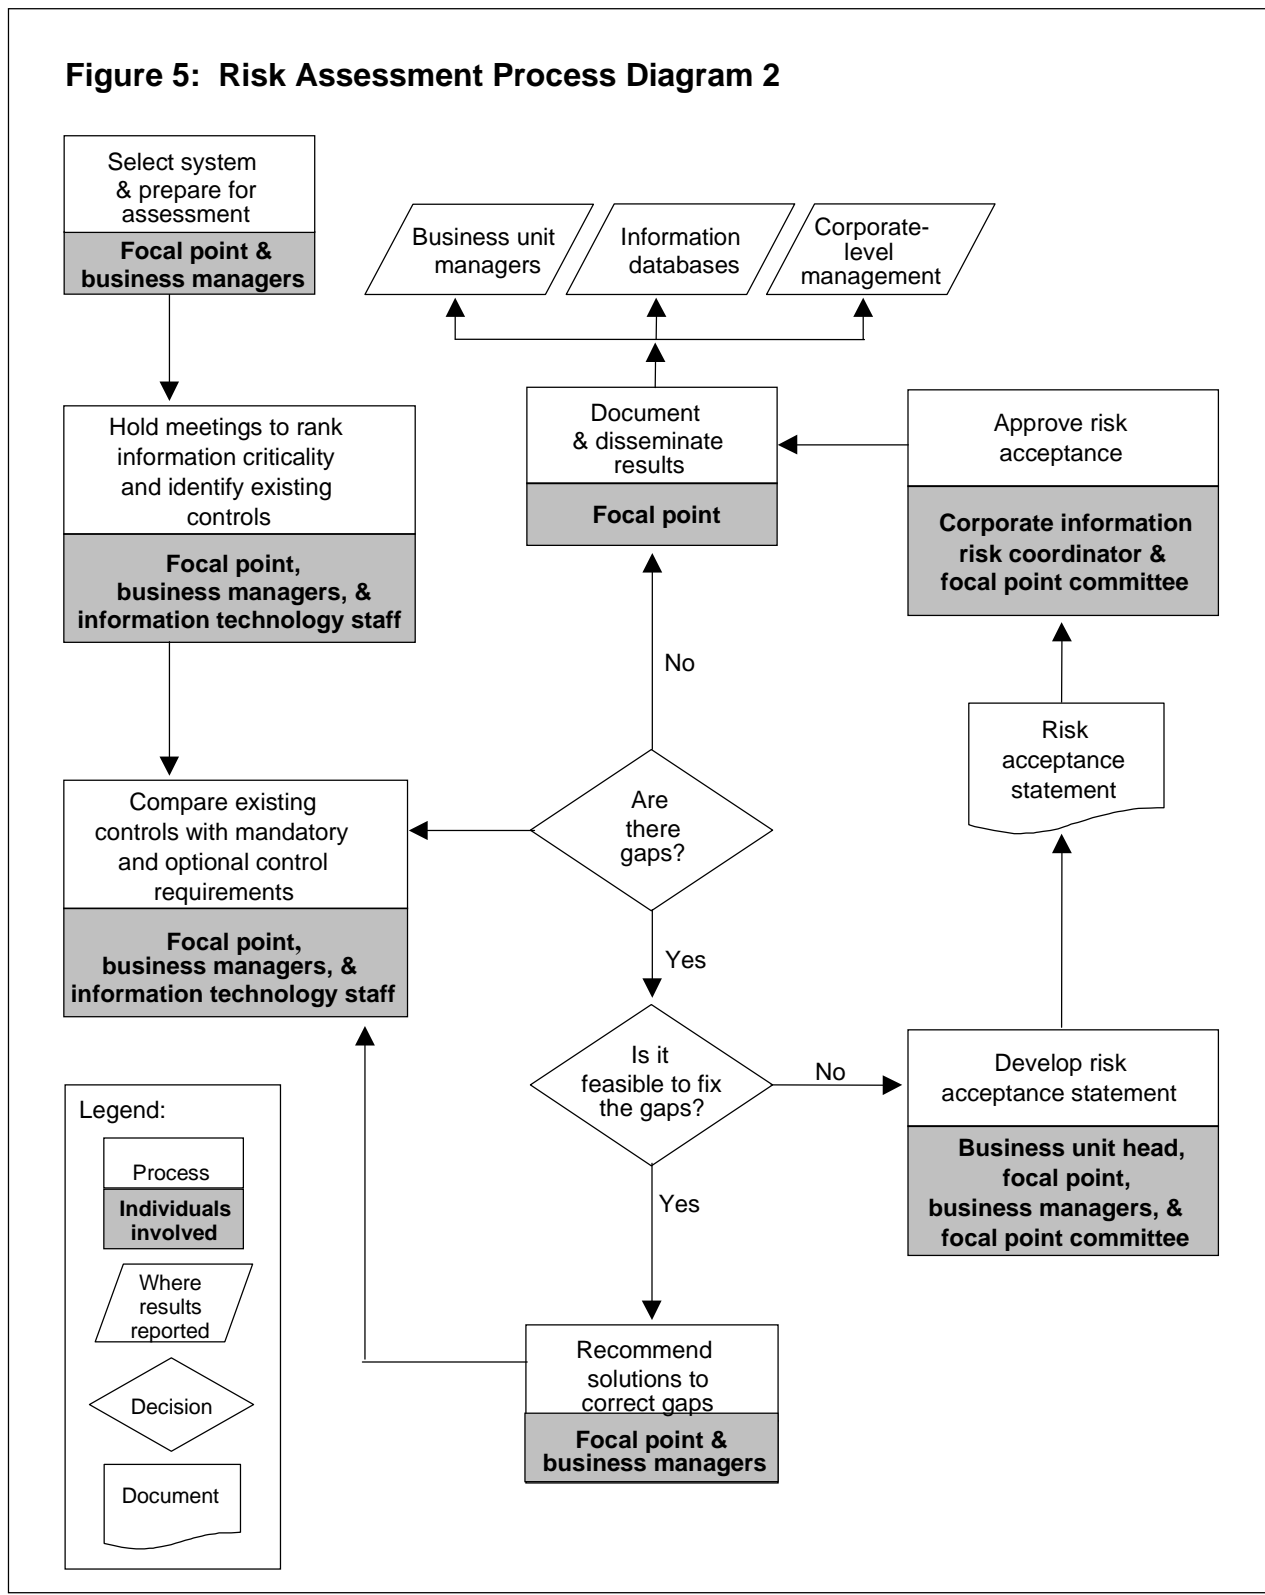 Figure 5:  Risk Assessment Process Diagram 2
Select system
& prepare for
assessment
Focal point &
business managers
Business unit
managers
Information
databases
Corporate-
level
management
Hold meetings to rank
information criticality
and identify existing
controls
Focal point,
business managers, &
information technology staff
Document
& disseminate
results
Focal point
Approve risk
acceptance
Corporate information
risk coordinator &
focal point committee
No
Risk
acceptance
statement
Compare existing
controls with mandatory
and optional control
requirements
Focal point,
business managers, &
information technology staff
Are
there
gaps?
Yes
Is it
feasible to fix
the gaps?
No
Develop risk
acceptance statement
Business unit head,
focal point,
business managers, &
focal point committee
Yes
Recommend
solutions to
correct gaps
Focal point &
business managers
Legend:
Process
Individuals
involved
Where
results
reported
Decision
Document